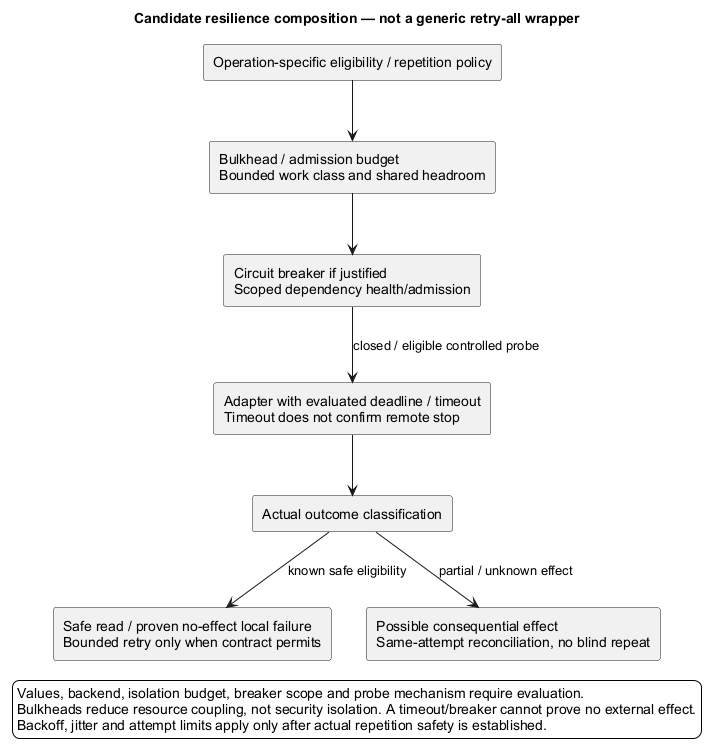 Candidate resilience composition — not a generic retry-all wrapper
Operation-specific eligibility / repetition policy
Bulkhead / admission budget
Bounded work class and shared headroom
Circuit breaker if justified
Scoped dependency health/admission
closed / eligible controlled probe
Adapter with evaluated deadline / timeout
Timeout does not confirm remote stop
Actual outcome classification
known safe eligibility
partial / unknown effect
Safe read / proven no-effect local failure
Bounded retry only when contract permits
Possible consequential effect
Same-attempt reconciliation, no blind repeat
Values, backend, isolation budget, breaker scope and probe mechanism require evaluation.
Bulkheads reduce resource coupling, not security isolation. A timeout/breaker cannot prove no external effect.
Backoff, jitter and attempt limits apply only after actual repetition safety is established.